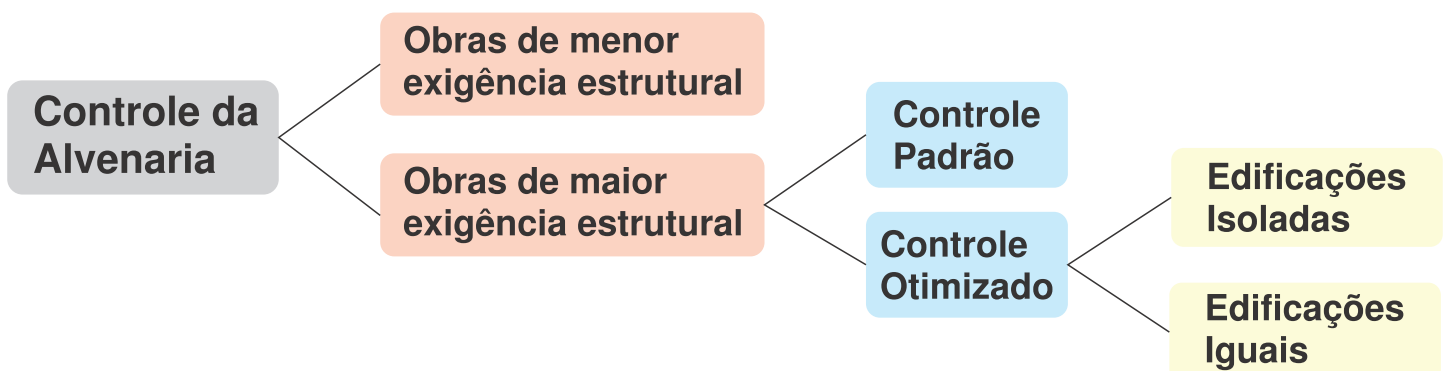 Controle da
Alvenaria
Obras de menor
exigência estrutural
Obras de maior
exigência estrutural
Controle
Padrão
Controle
Otimizado
Edificações
Isoladas
Edificações
Iguais